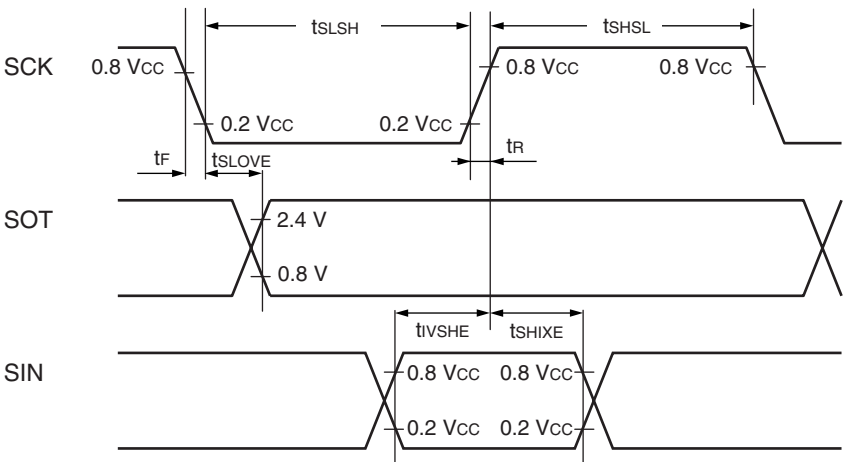 tSLSH tSHSL
SCK 0.8 VCC 0.8 VCC 0.8 VCC
0.2 VCC 0.2 VCC
tF tSLOVE tR
SOT 2.4 V
0.8 V
tIVSHE tSHIXE
SIN 0.8 VCC 0.8 VCC
0.2 VCC 0.2 VCC